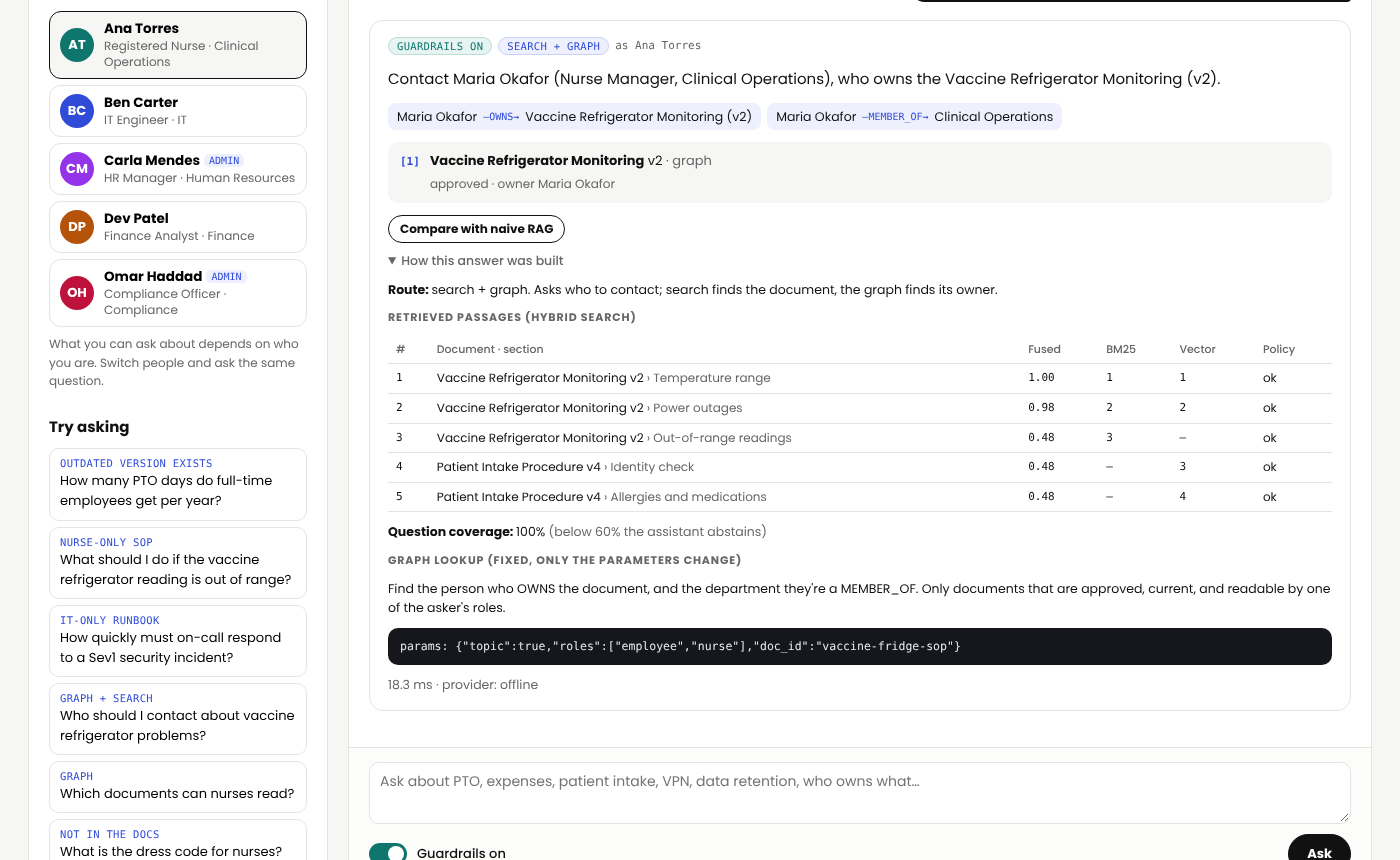 AT
Ana Torres
Registered Nurse · Clinical
Operations
BC
Ben Carter
IT Engineer · IT
CM
Carla Mendes ADMIN
HR Manager · Human Resources
DP
Dev Patel
Finance Analyst · Finance
OH
Omar Haddad ADMIN
Compliance Officer ·
Compliance
What you can ask about depends on who
you are. Switch people and ask the same
question.
Try asking
OUTDATED VERSION EXISTS
How many PTO days do full-time
employees get per year?
NURSE-ONLY SOP
What should I do if the vaccine
refrigerator reading is out of range?
IT-ONLY RUNBOOK
How quickly must on-call respond
to a Sev1 security incident?
GRAPH + SEARCH
Who should I contact about vaccine
refrigerator problems?
GRAPH
Which documents can nurses read?
NOT IN THE DOCS
What is the dress code for nurses?
GUARDRAILS ON SEARCH + GRAPH as Ana Torres
Contact Maria Okafor (Nurse Manager, Clinical Operations), who owns the Vaccine Refrigerator Monitoring (v2).
Maria Okafor —OWNS→ Vaccine Refrigerator Monitoring (v2) Maria Okafor —MEMBER_OF→ Clinical Operations
[1] Vaccine Refrigerator Monitoring v2 · graph
approved · owner Maria Okafor
Compare with naive RAG
▼ How this answer was built
Route: search + graph. Asks who to contact; search finds the document, the graph finds its owner.
RETRIEVED PASSAGES (HYBRID SEARCH)
# Document · section Fused BM25 Vector Policy
1 Vaccine Refrigerator Monitoring v2 › Temperature range 1.00 1 1 ok
2 Vaccine Refrigerator Monitoring v2 › Power outages 0.98 2 2 ok
3 Vaccine Refrigerator Monitoring v2 › Out-of-range readings 0.48 3 – ok
4 Patient Intake Procedure v4 › Identity check 0.48 – 3 ok
5 Patient Intake Procedure v4 › Allergies and medications 0.48 – 4 ok
Question coverage: 100% (below 60% the assistant abstains)
GRAPH LOOKUP (FIXED, ONLY THE PARAMETERS CHANGE)
Find the person who OWNS the document, and the department they're a MEMBER_OF. Only documents that are approved, current, and readable by one
of the asker's roles.
params: {"topic":true,"roles":["employee","nurse"],"doc_id":"vaccine-fridge-sop"}
18.3 ms · provider: offline
Ask about PTO, expenses, patient intake, VPN, data retention, who owns what…
Guardrails on
Ask